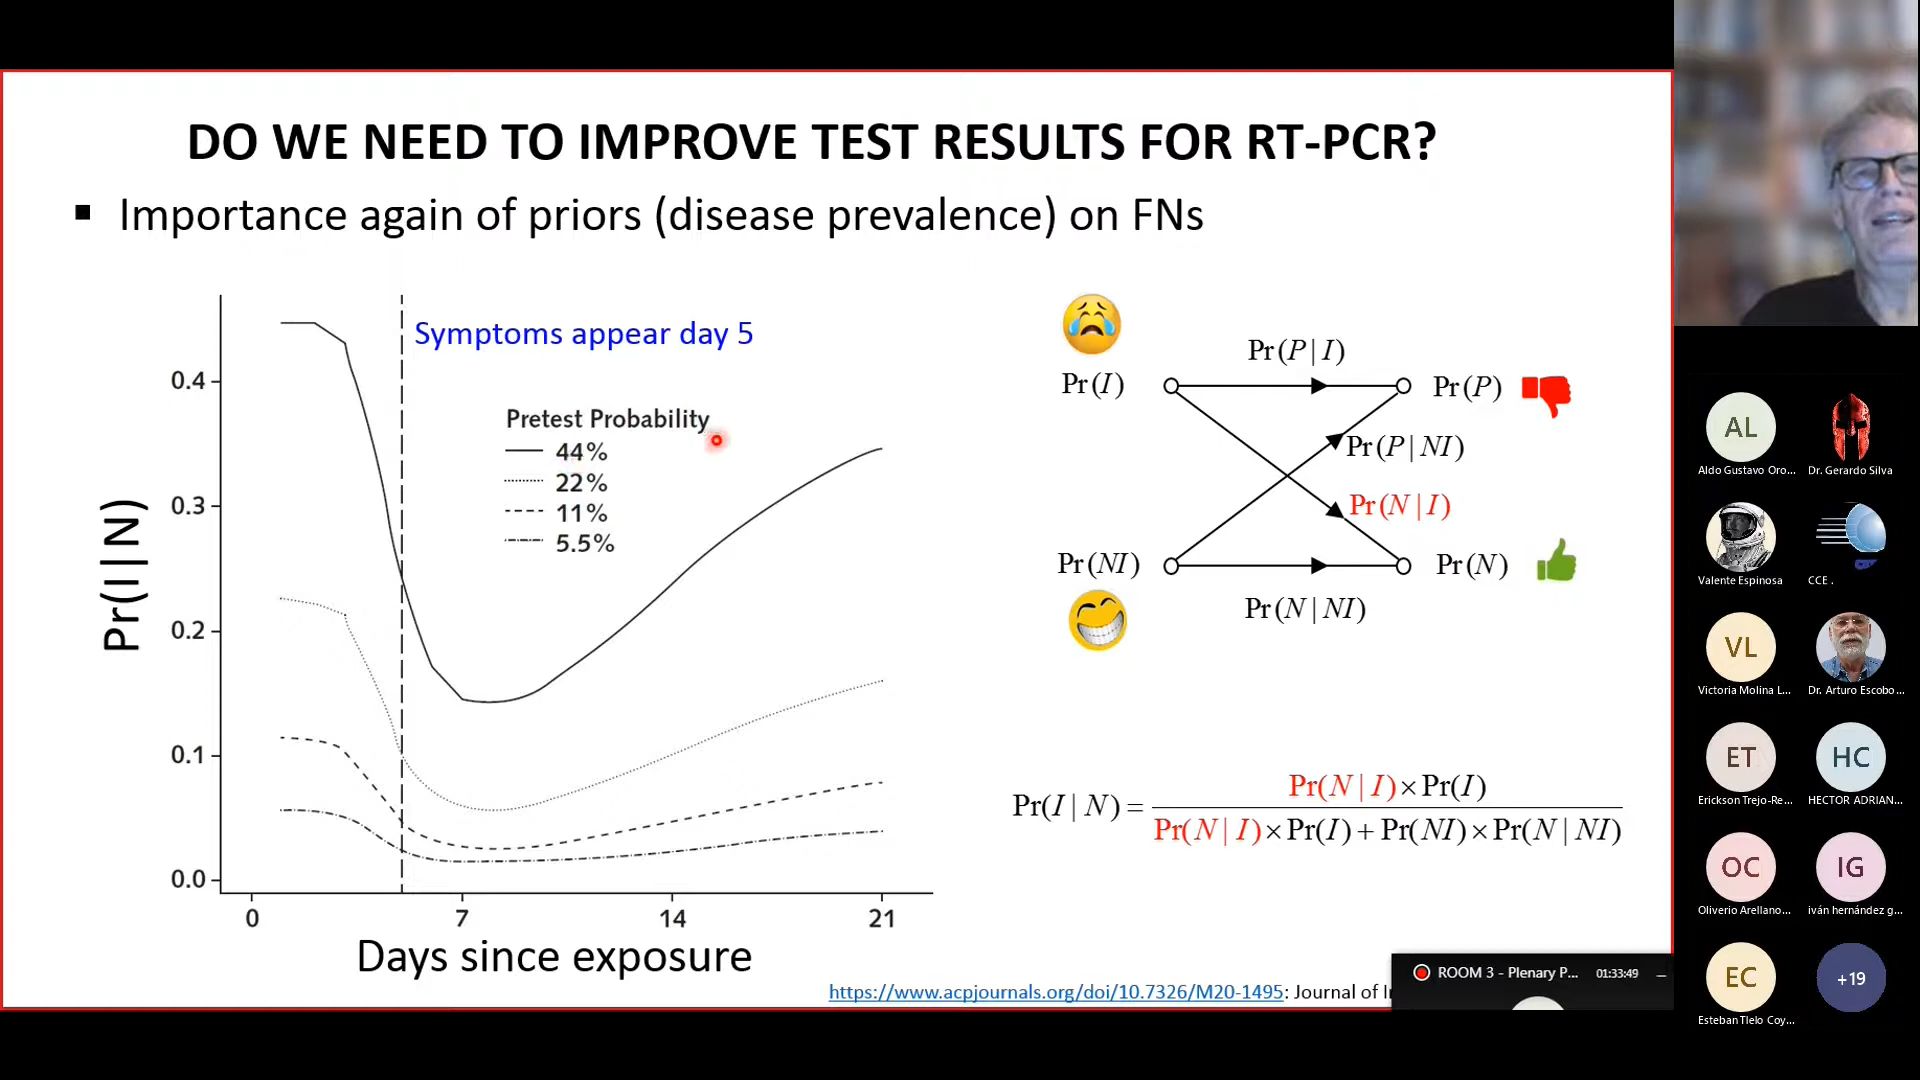 DO WE NEED TO IMPROVE TEST RESULTS FOR RT-PCR?
▪ Importance again of priors (disease prevalence) on FNs
Symptoms appear day 5
Pretest Probability
44%
22%
11%
5.5%
Pr(I|N)
0.4
0.3
0.2
0.1
0.0
0 7 14 21
Days since exposure
Pr(P|I)
Pr(I) Pr(P)
Pr(P|NI)
Pr(N|I)
Pr(NI) Pr(N)
Pr(N|NI)
Pr(N|I)×Pr(I)
Pr(I|N) =
Pr(N|I)×Pr(I)+Pr(NI)×Pr(N|NI)
https://www.acpjournals.org/doi/10.7326/M20-1495: Journal of
ROOM 3 - Plenary P... 01:33:49
AL
Aldo Gustavo Oro... Dr. Gerardo Silva
Valente Espinosa CCE .
VL
Victoria Molina L... Dr. Arturo Escobo...
ET HC
Erickson Trejo-Re... HECTOR ADRIAN...
OC IG
Oliverio Arellano... iván hernández g...
EC +19
Esteban Tlelo Coy...